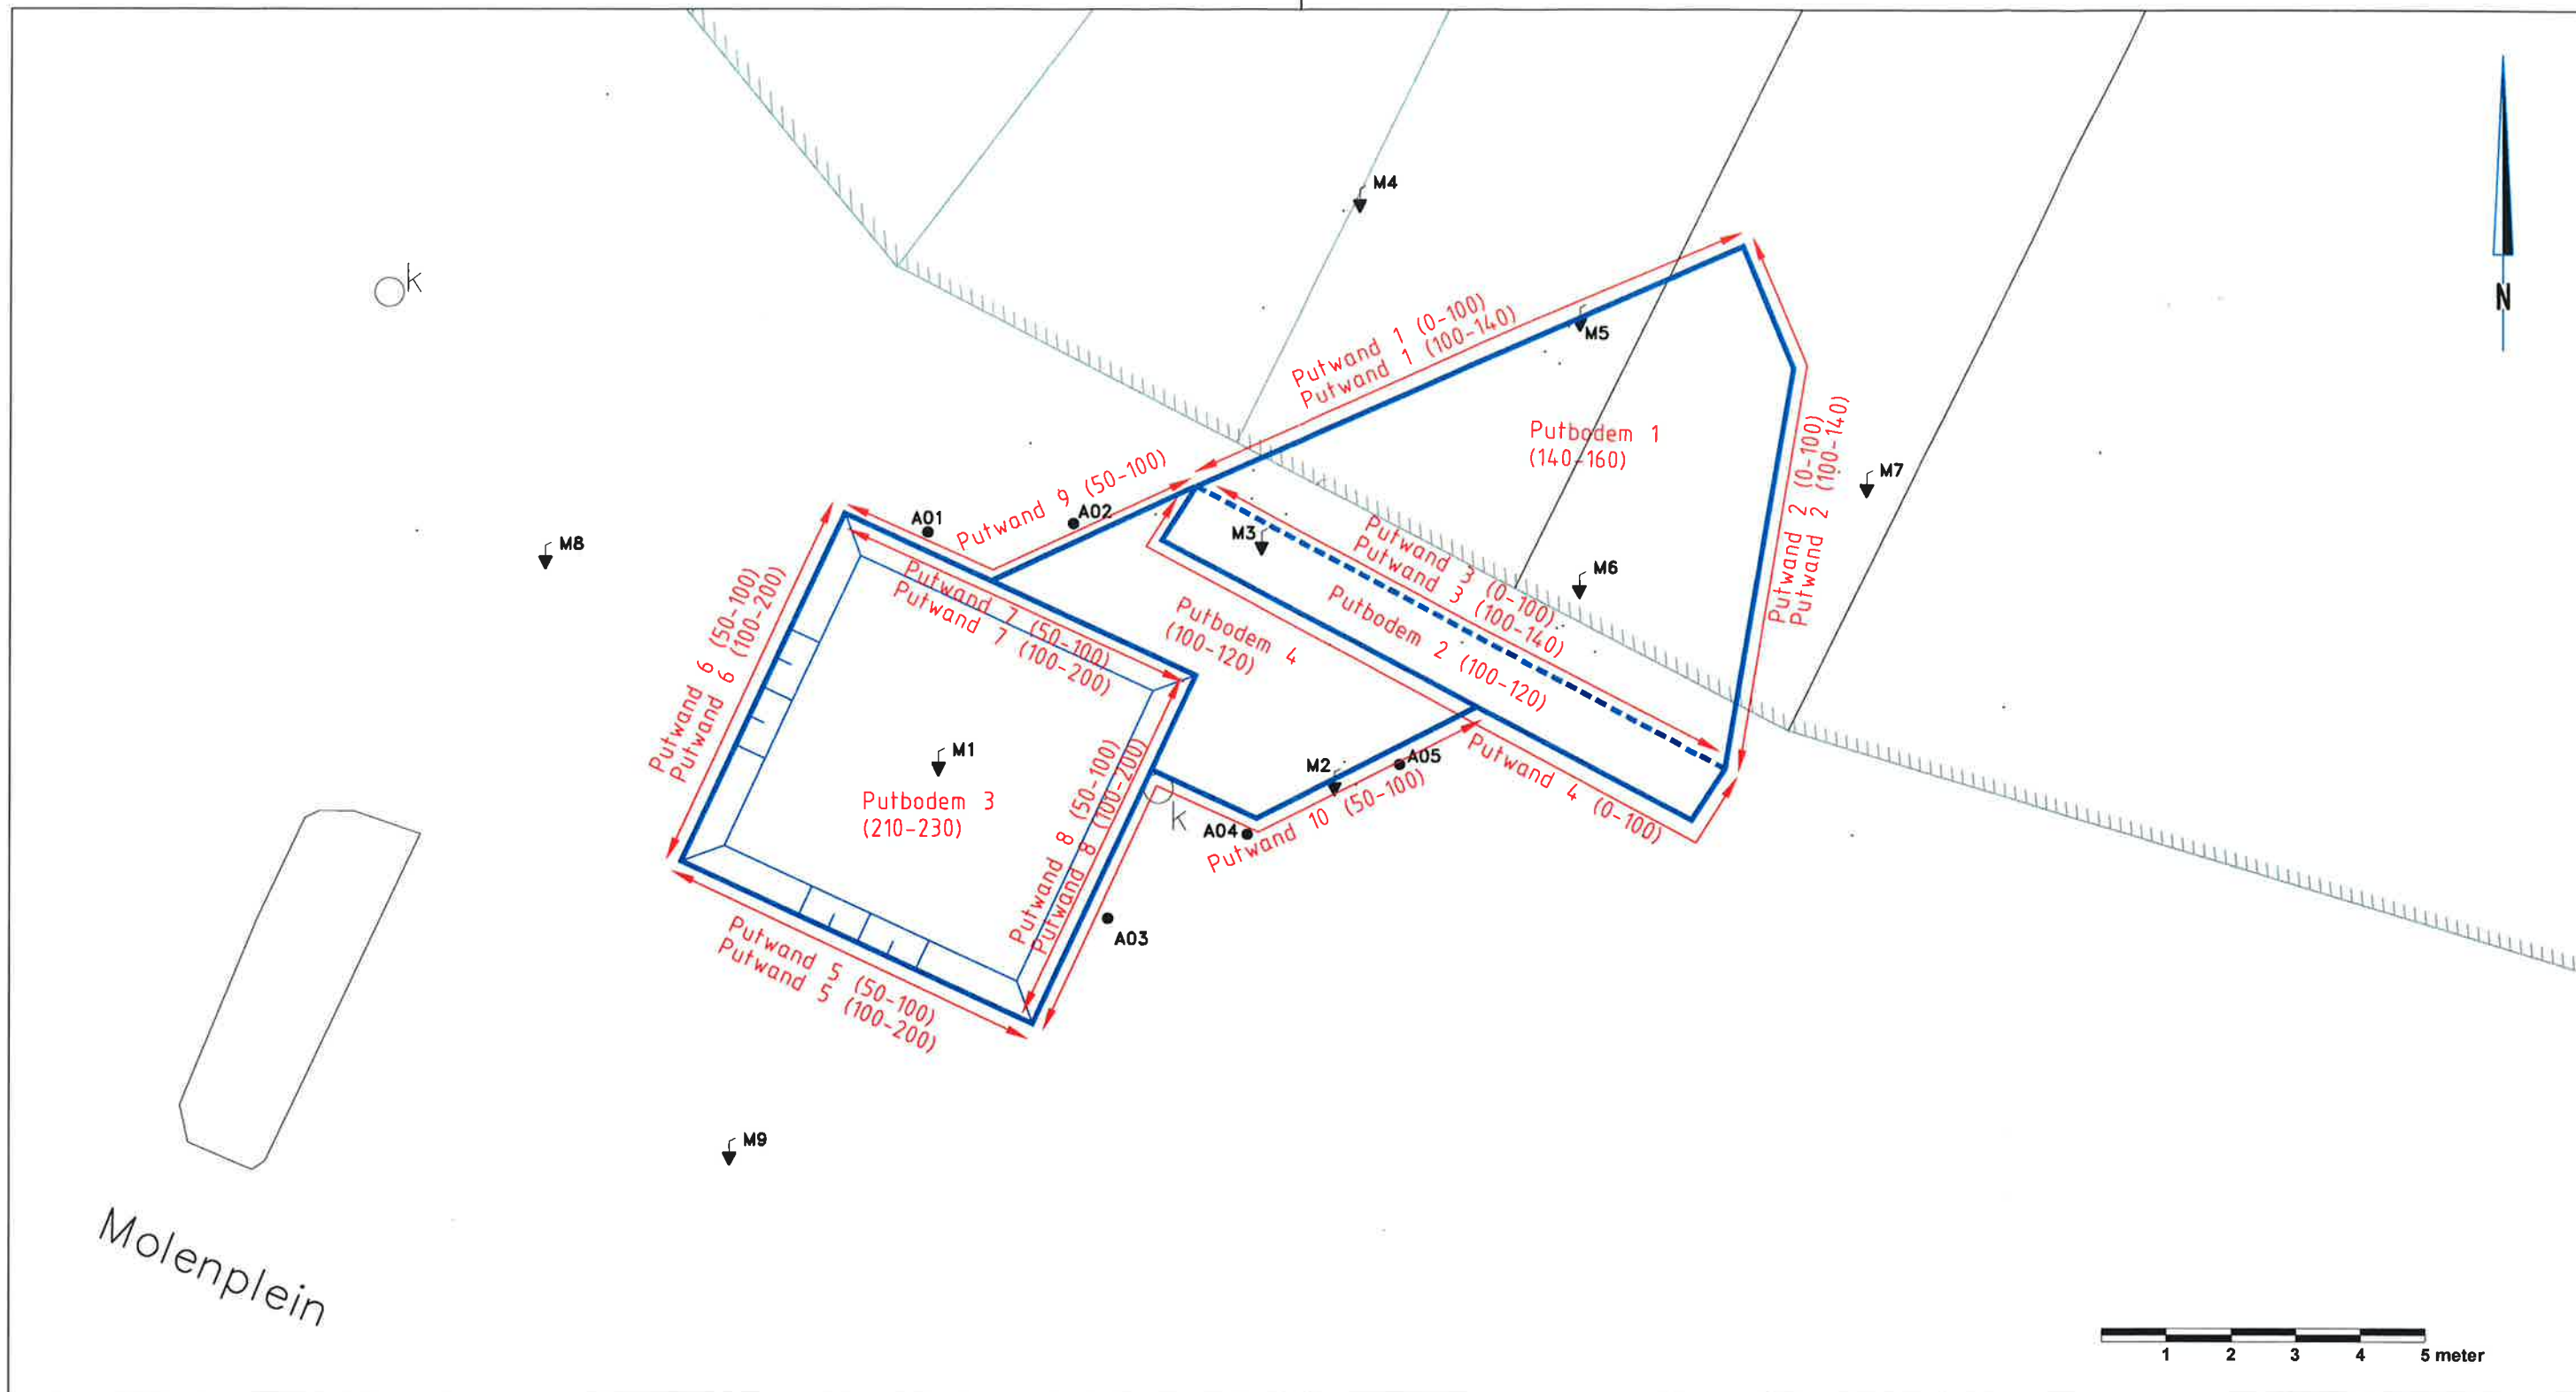 M4
k
N
M5
Putwand 1 (0-100)
Putwand 1 (100-140)
Putbodem 1
(140-160)
Putwand 2 (0-100)
Putwand 2 (100-140)
M7
Putwand 9 (50-100)
A01
A02
M3
M8
Putwand 3 (0-100)
Putwand 3 (100-140)
M6
Putbodem 2 (100-120)
Putwand 7 (50-100)
Putwand 7 (100-200)
Putbodem 4
(100-120)
Putwand 6 (50-100)
Putwand 6 (100-200)
M1
Putbodem 3
(210-230)
Putwand 8 (50-100)
Putwand 8 (100-200)
k
M2
A05
A04
Putwand 10 (50-100)
Putwand 4 (0-100)
A03
Putwand 5 (50-100)
Putwand 5 (100-200)
M9
Molenplein
1 2 3 4 5 meter